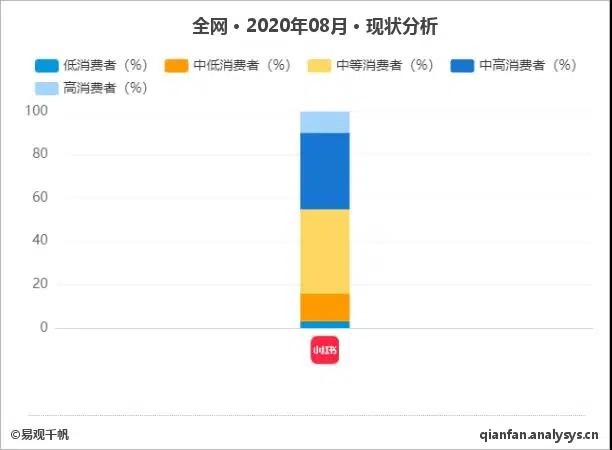 全网 • 2020年08月 • 现状分析
低消费者（%） 中低消费者（%） 中等消费者（%） 中高消费者（%）
高消费者（%）
100
80
60
40
20
0
小红书
©易观千帆 qianfan.analysys.cn